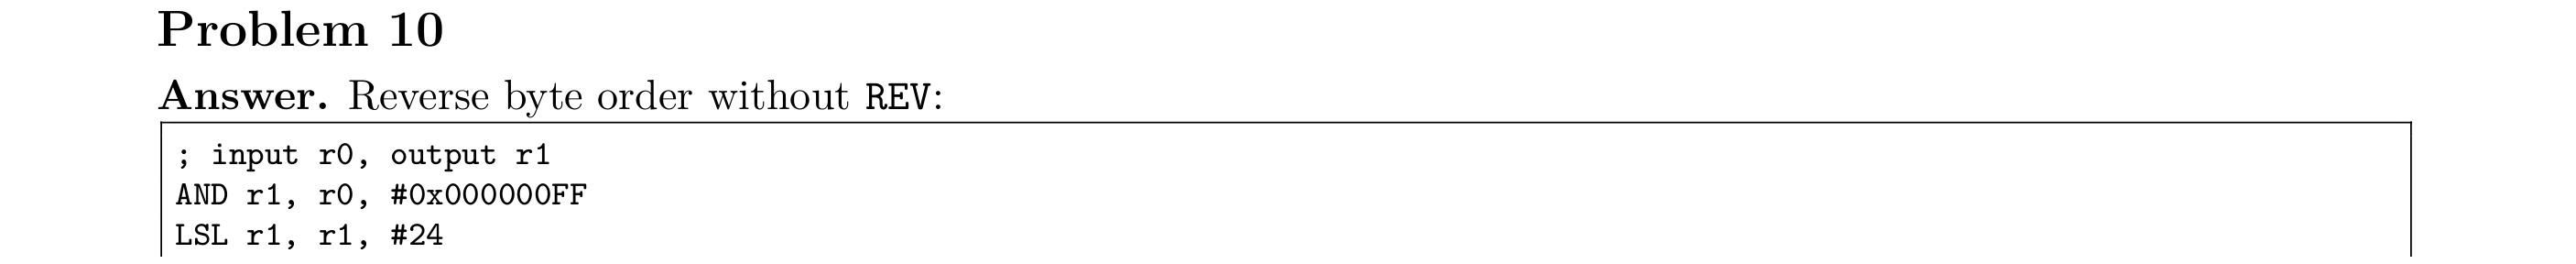 Problem 10
Answer. Reverse byte order without REV:
; input r0, output r1
AND r1, r0, #0x000000FF
LSL r1, r1, #24